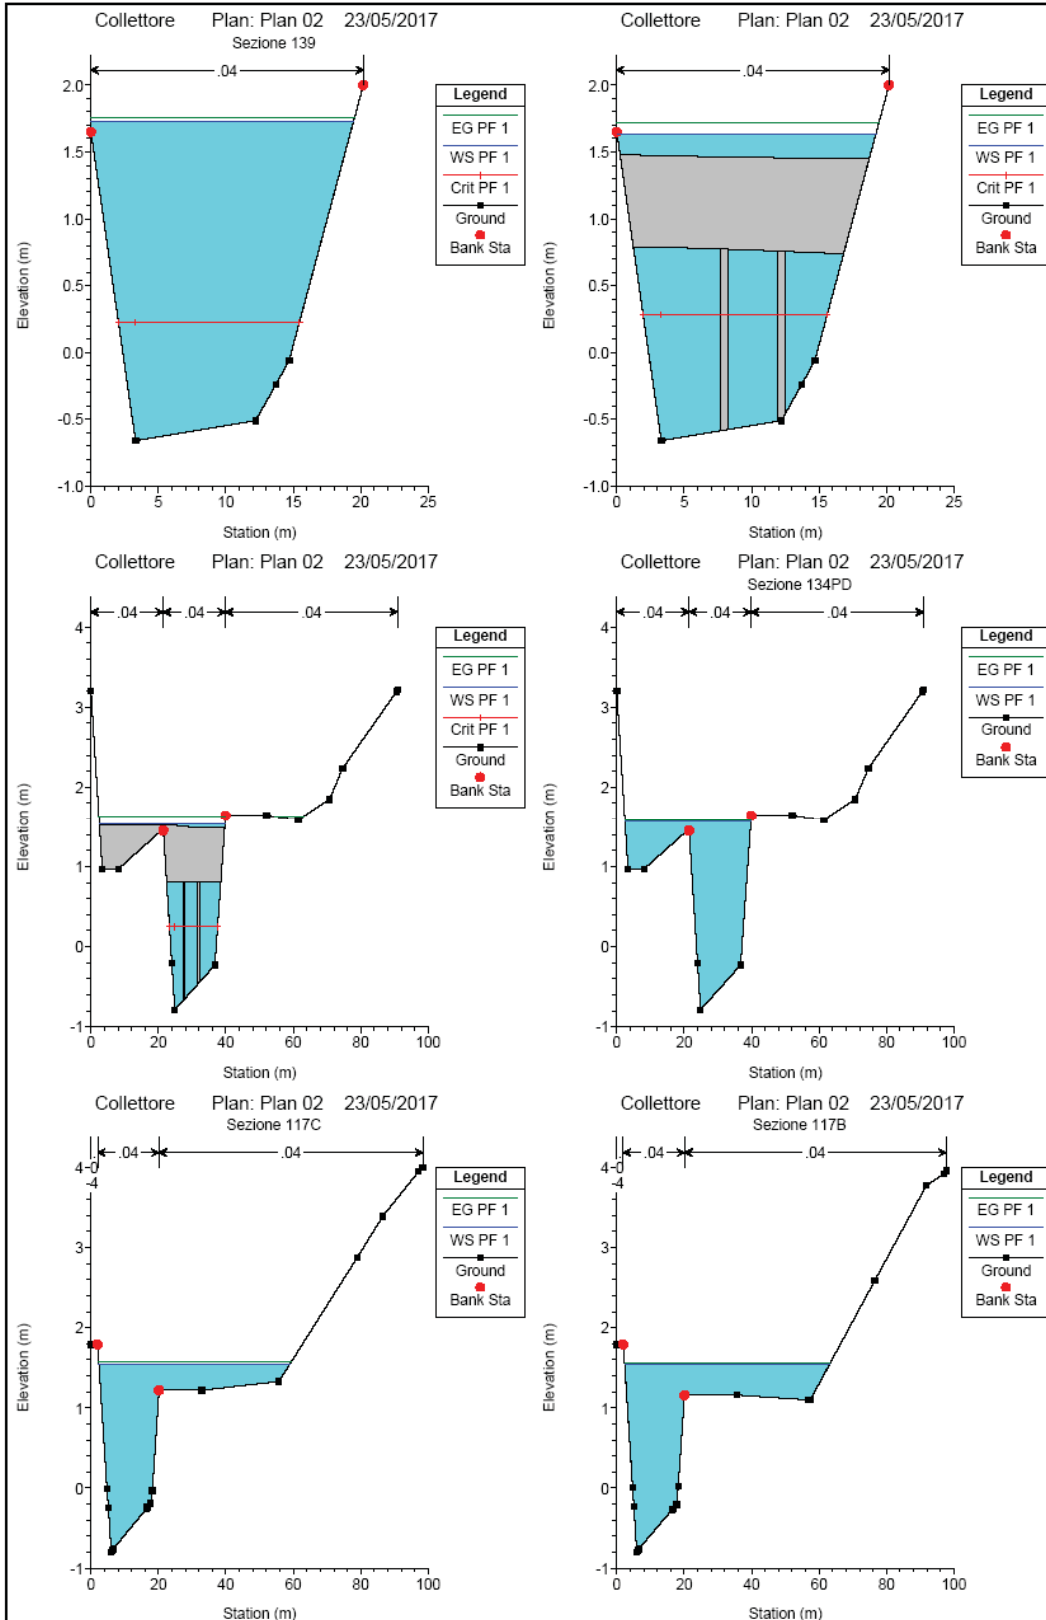 Collettore Plan: Plan 02 23/05/2017
Sezione 139
.04
2.0
1.5
1.0
0.5
0.0
-0.5
-1.0
Elevation (m)
0 5 10 15 20 25
Station (m)
Legend
EG PF 1
WS PF 1
Crit PF 1
Ground
Bank Sta
Collettore Plan: Plan 02 23/05/2017
.04
2.0
1.5
1.0
0.5
0.0
-0.5
-1.0
Elevation (m)
0 5 10 15 20 25
Station (m)
Legend
EG PF 1
WS PF 1
Crit PF 1
Ground
Bank Sta
Collettore Plan: Plan 02 23/05/2017
.04 .04 .04
4
3
2
1
0
-1
Elevation (m)
0 20 40 60 80 100
Station (m)
Legend
EG PF 1
WS PF 1
Crit PF 1
Ground
Bank Sta
Collettore Plan: Plan 02 23/05/2017
Sezione 134PD
.04 .04 .04
4
3
2
1
0
-1
Elevation (m)
0 20 40 60 80 100
Station (m)
Legend
EG PF 1
WS PF 1
Ground
Bank Sta
Collettore Plan: Plan 02 23/05/2017
Sezione 117C
.04 .04
4
3
2
1
0
-1
Elevation (m)
0 20 40 60 80 100
Station (m)
Legend
EG PF 1
WS PF 1
Ground
Bank Sta
Collettore Plan: Plan 02 23/05/2017
Sezione 117B
.04 .04
4
3
2
1
0
-1
Elevation (m)
0 20 40 60 80 100
Station (m)
Legend
EG PF 1
WS PF 1
Ground
Bank Sta